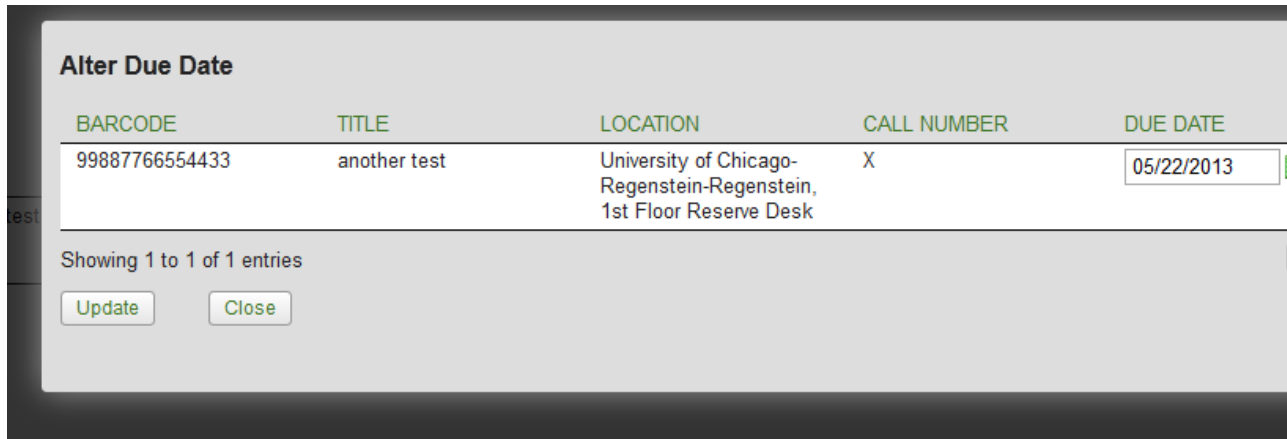 Alter Due Date
BARCODE TITLE LOCATION CALL NUMBER DUE DATE
99887766554433 another test University of Chicago- X 05/22/2013
Regenstein-Regenstein,
1st Floor Reserve Desk
test
Showing 1 to 1 of 1 entries
Update Close